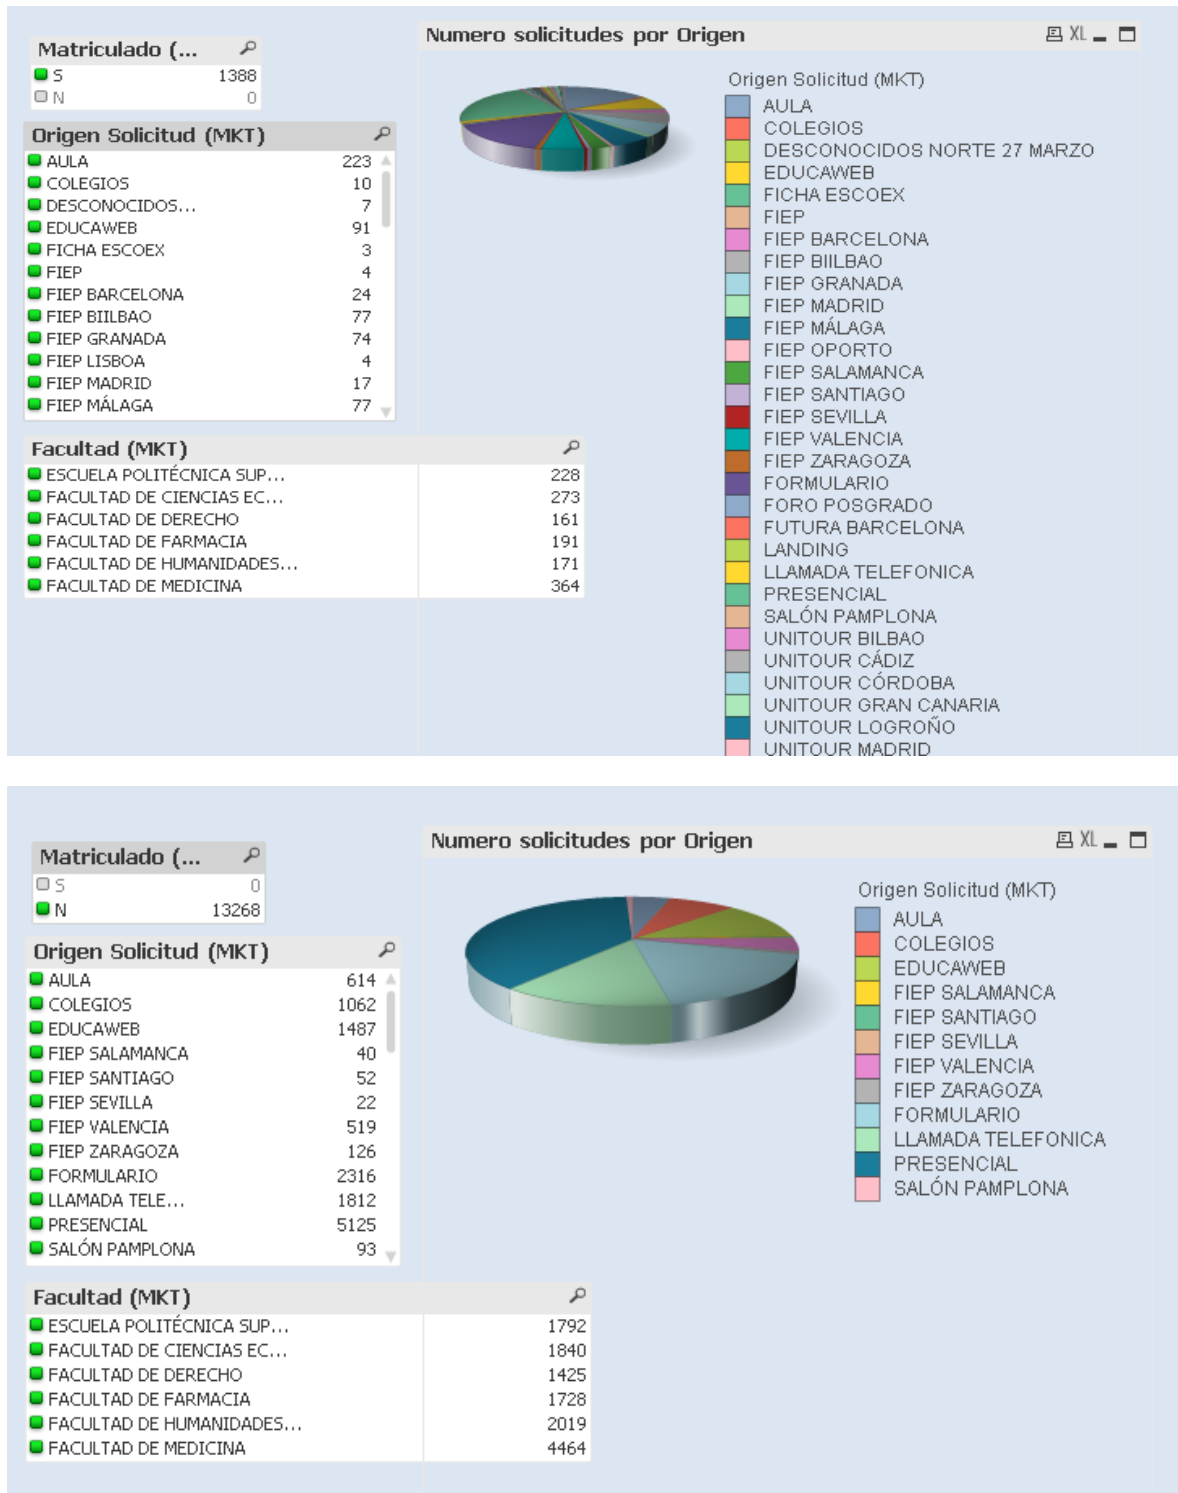 Matriculado (...
S 1388
N 0
Origen Solicitud (MKT)
AULA 223
COLEGIOS 10
DESCONOCIDOS... 7
EDUCAWEB 91
FICHA ESCOEX 3
FIEP 4
FIEP BARCELONA 24
FIEP BIILBAO 77
FIEP GRANADA 74
FIEP LISBOA 4
FIEP MADRID 17
FIEP MÁLAGA 77
Facultad (MKT)
ESCUELA POLITÉCNICA SUP... 228
FACULTAD DE CIENCIAS EC... 273
FACULTAD DE DERECHO 161
FACULTAD DE FARMACIA 191
FACULTAD DE HUMANIDADES... 171
FACULTAD DE MEDICINA 364
Numero solicitudes por Origen XL
Origen Solicitud (MKT)
AULA
COLEGIOS
DESCONOCIDOS NORTE 27 MARZO
EDUCAWEB
FICHA ESCOEX
FIEP
FIEP BARCELONA
FIEP BIILBAO
FIEP GRANADA
FIEP MADRID
FIEP MÁLAGA
FIEP OPORTO
FIEP SALAMANCA
FIEP SANTIAGO
FIEP SEVILLA
FIEP VALENCIA
FIEP ZARAGOZA
FORMULARIO
FORO POSGRADO
FUTURA BARCELONA
LANDING
LLAMADA TELEFONICA
PRESENCIAL
SALÓN PAMPLONA
UNITOUR BILBAO
UNITOUR CÁDIZ
UNITOUR CÓRDOBA
UNITOUR GRAN CANARIA
UNITOUR LOGROÑO
UNITOUR MADRID
Matriculado (...
S 0
N 13268
Origen Solicitud (MKT)
AULA 614
COLEGIOS 1062
EDUCAWEB 1487
FIEP SALAMANCA 40
FIEP SANTIAGO 52
FIEP SEVILLA 22
FIEP VALENCIA 519
FIEP ZARAGOZA 126
FORMULARIO 2316
LLAMADA TELE... 1812
PRESENCIAL 5125
SALÓN PAMPLONA 93
Facultad (MKT)
ESCUELA POLITÉCNICA SUP... 1792
FACULTAD DE CIENCIAS EC... 1840
FACULTAD DE DERECHO 1425
FACULTAD DE FARMACIA 1728
FACULTAD DE HUMANIDADES... 2019
FACULTAD DE MEDICINA 4464
Numero solicitudes por Origen XL
Origen Solicitud (MKT)
AULA
COLEGIOS
EDUCAWEB
FIEP SALAMANCA
FIEP SANTIAGO
FIEP SEVILLA
FIEP VALENCIA
FIEP ZARAGOZA
FORMULARIO
LLAMADA TELEFONICA
PRESENCIAL
SALÓN PAMPLONA